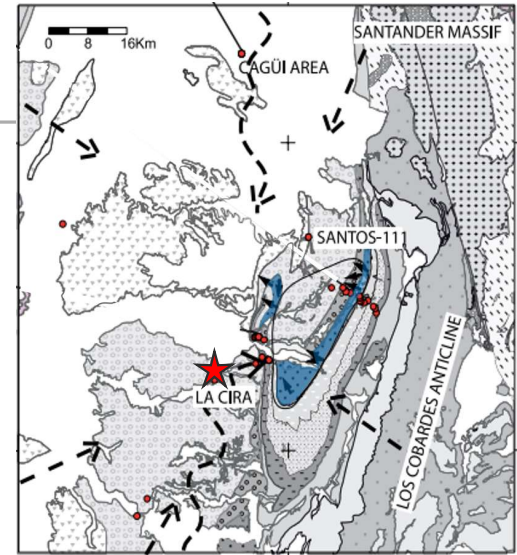 0 8 16Km
SANTANDER MASSIF
CAGÜI AREA
SANTOS-111
LA CIRA
LOS COBARDES ANTICLINE